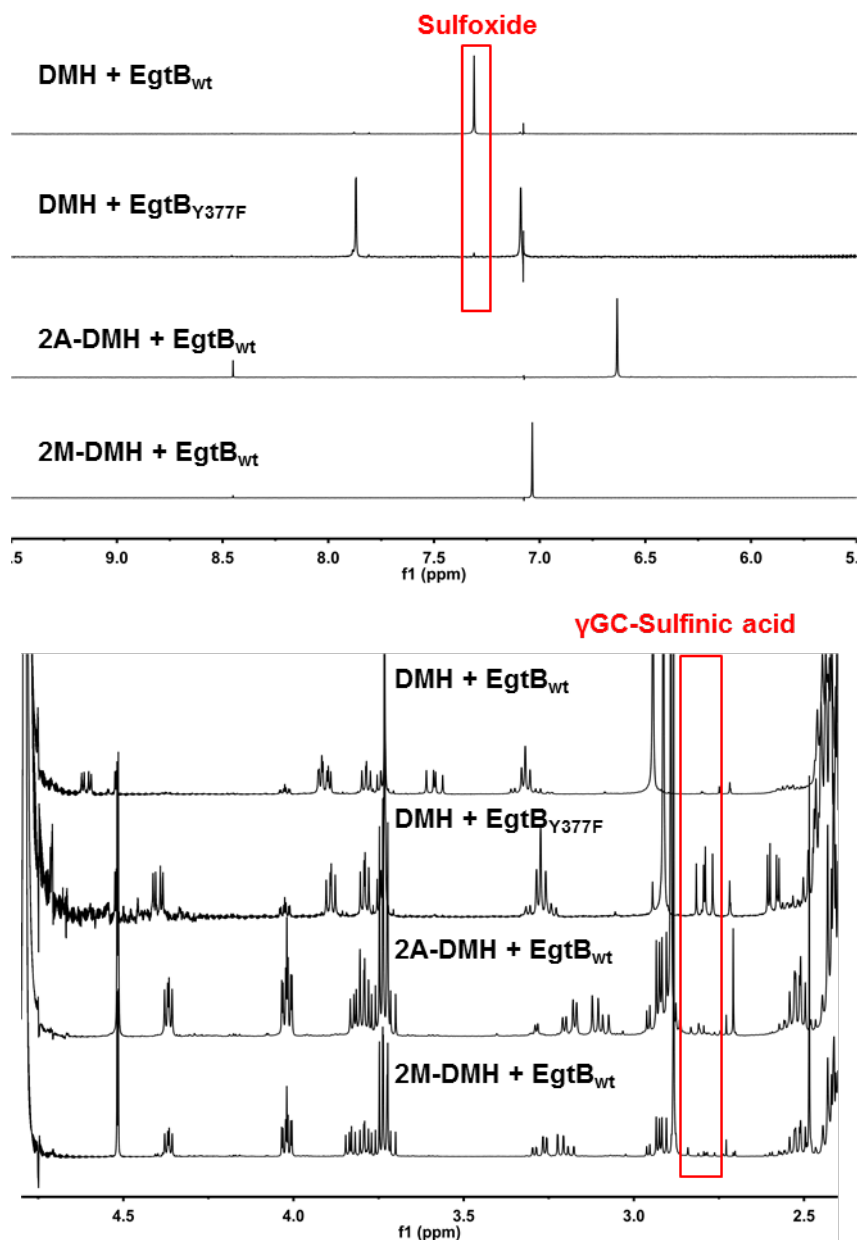 Sulfoxide
DMH + EgtBwt
DMH + EgtBY377F
2A-DMH + EgtBwt
2M-DMH + EgtBwt
.5 9.0 8.5 8.0 7.5 7.0 6.5 6.0 5.
f1 (ppm)
γGC-Sulfinic acid
DMH + EgtBwt
DMH + EgtBY377F
2A-DMH + EgtBwt
2M-DMH + EgtBwt
4.5 4.0 3.5 3.0 2.5
f1 (ppm)